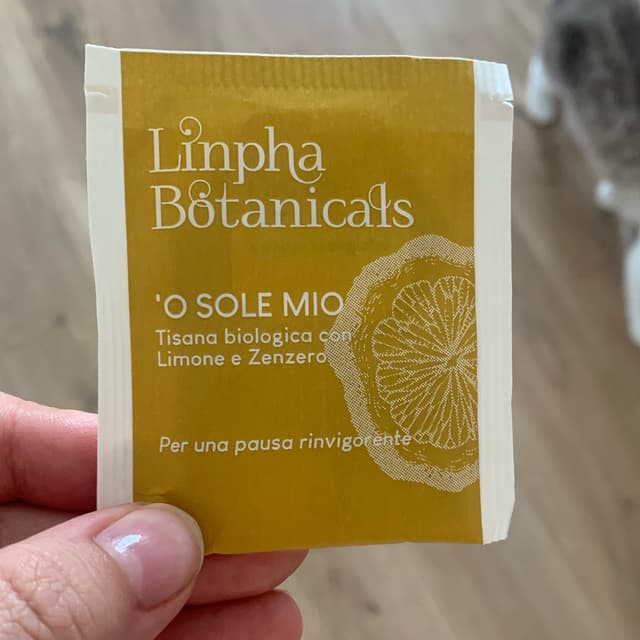 Linpha
Botanicals
'O SOLE MIO
Tisana biologica con
Limone e Zenzero
Per una pausa rinvigorente